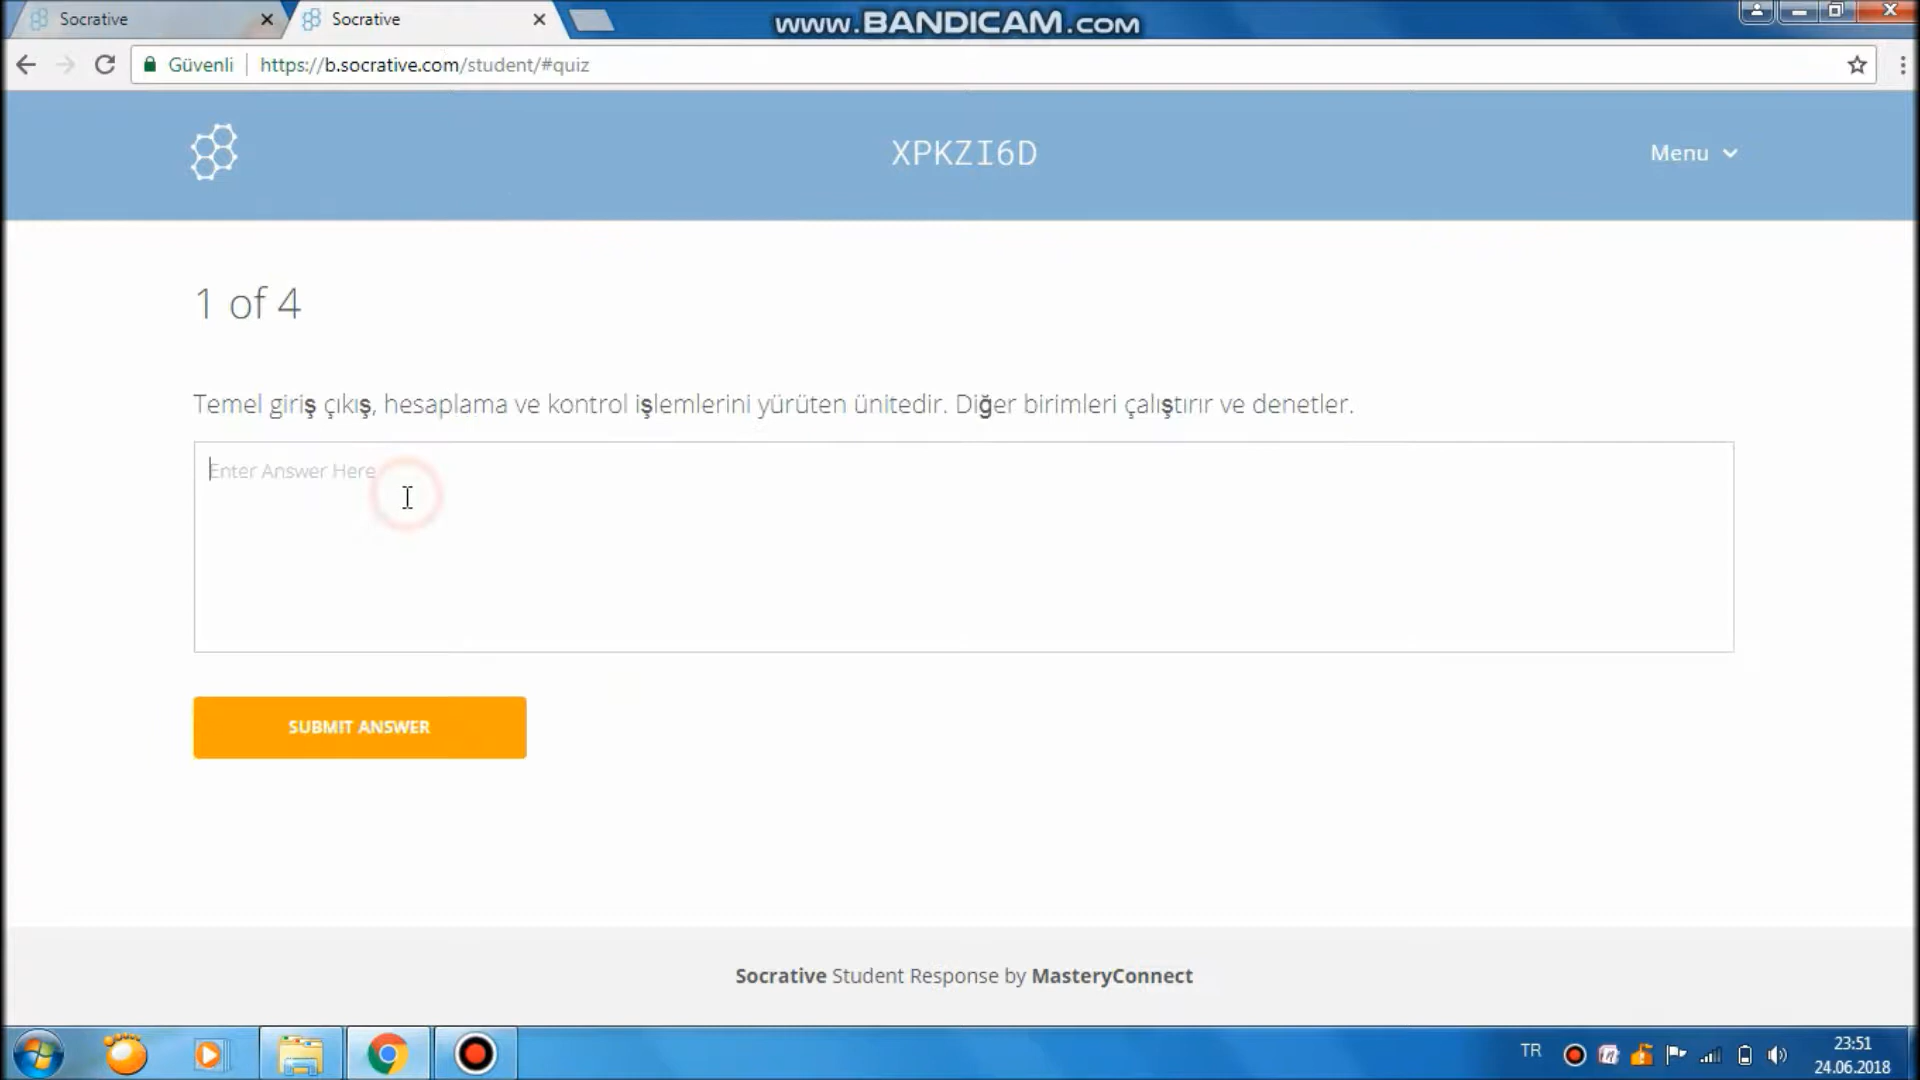 Socrative
Socrative
www.BANDICAM.com
Güvenli
https://b.socrative.com/student/#quiz
XPKZI6D
Menu
1 of 4
Temel giriş çıkış, hesaplama ve kontrol işlemlerini yürüten ünitedir. Diğer birimleri çalıştırır ve denetler.
Enter Answer Here
SUBMIT ANSWER
Socrative Student Response by MasteryConnect
TR
23:51
24.06.2018